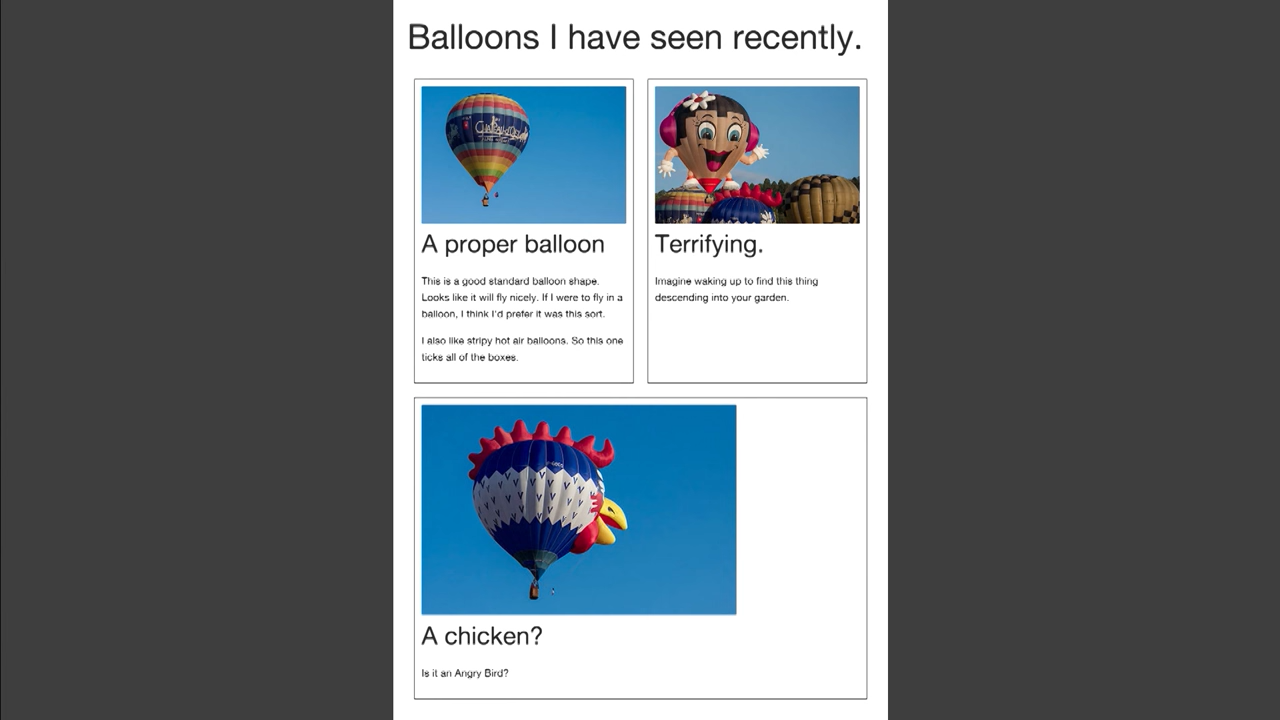 Balloons I have seen recently.
A proper balloon
This is a good standard balloon shape.
Looks like it will fly nicely. If I were to fly in a
balloon, I think I'd prefer it was this sort.
I also like stripy hot air balloons. So this one
ticks all of the boxes.
Terrifying.
Imagine waking up to find this thing
descending into your garden.
A chicken?
Is it an Angry Bird?